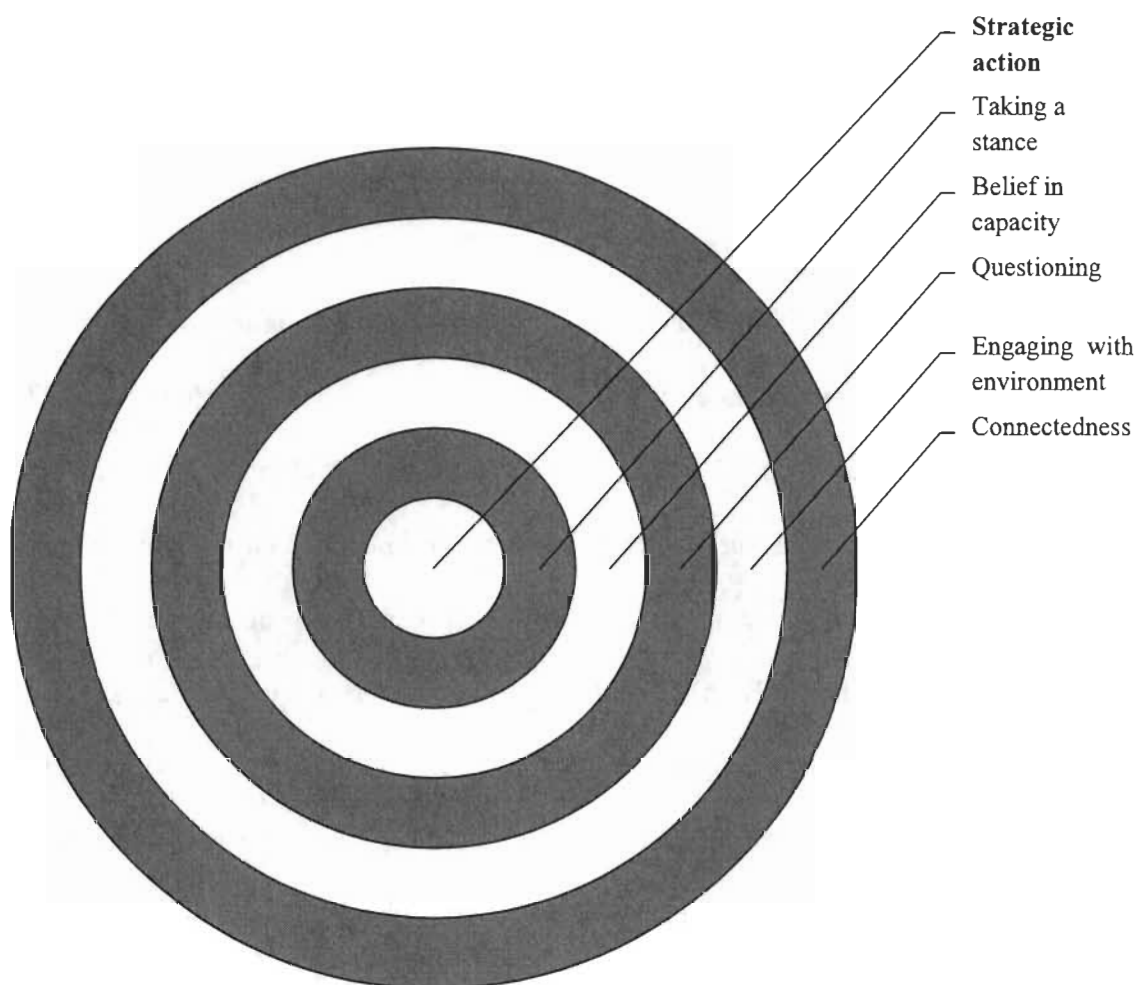 Strategic
action
Taking a
stance
Belief in
capacity
Questioning
Engaging with
environment
Connectedness